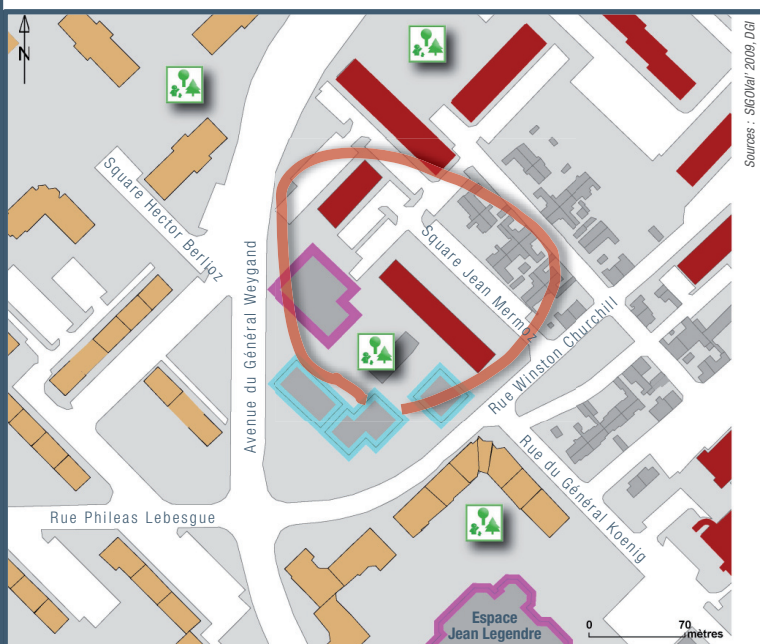 N
Sources : SIGOVal' 2009, DGI
Square Hector Berlioz
Avenue du Général Weygand
Square Jean Mermoz
Rue Winston Churchill
Rue du Général Koenig
Rue Phileas Lebesgue
Espace
Jean Legendre
0 70
mètres